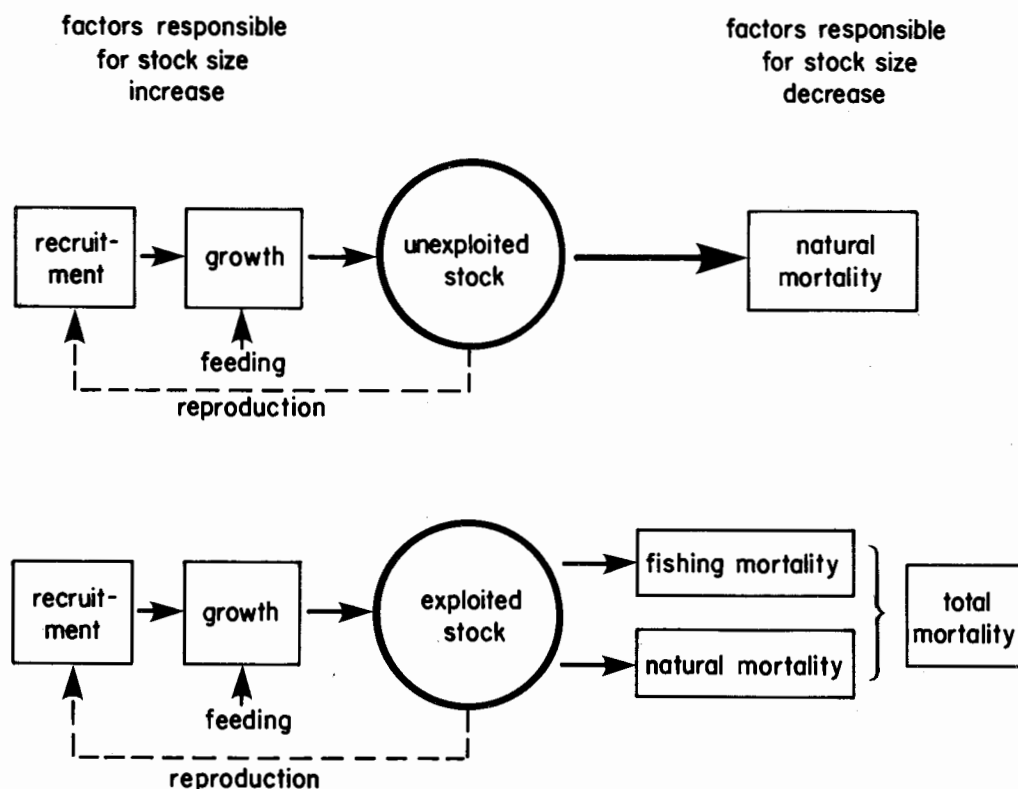 factors responsible
for stock size
increase
factors responsible
for stock size
decrease
recruit-
ment
growth
unexploited
stock
natural
mortality
feeding
reproduction
recruit-
ment
growth
exploited
stock
fishing mortality
natural mortality
total
mortality
feeding
reproduction